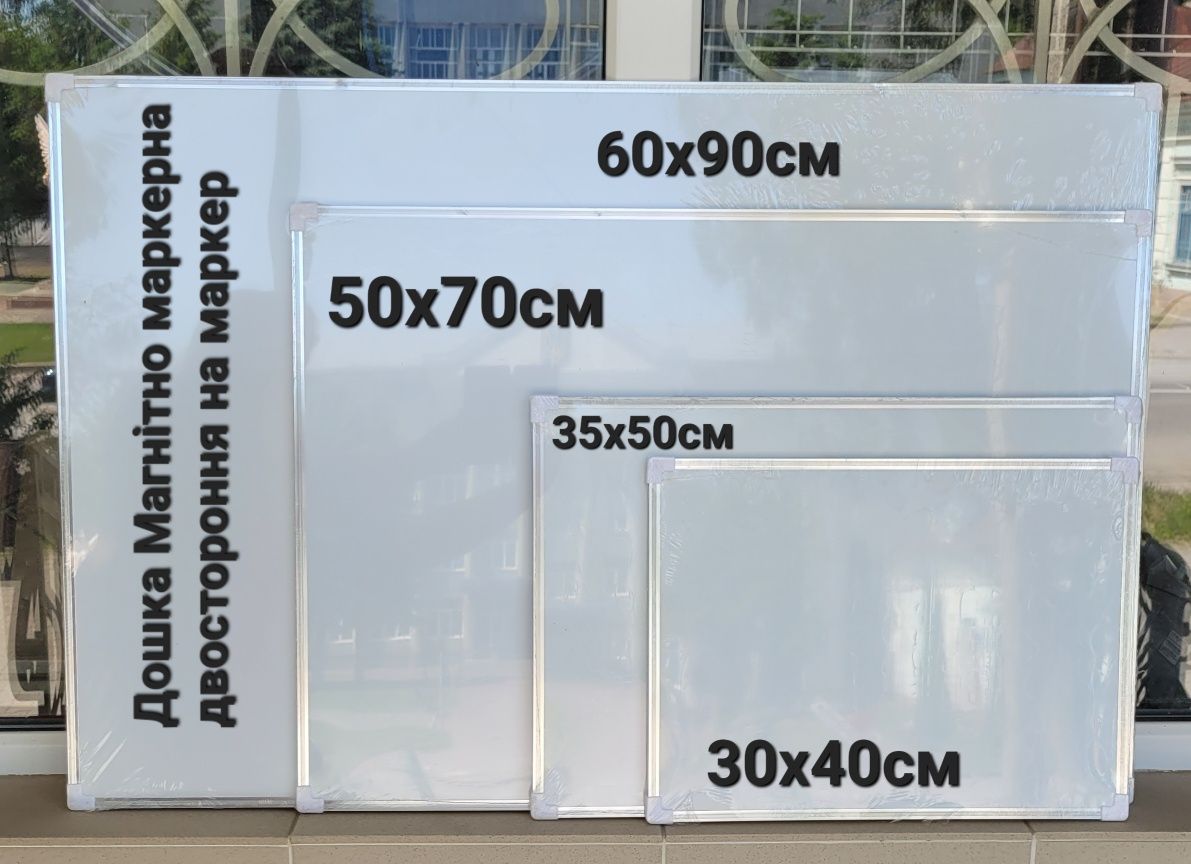 Дошка Магнітно маркерна
двостороння на маркер
60х90см
50х70см
35х50см
30х40см